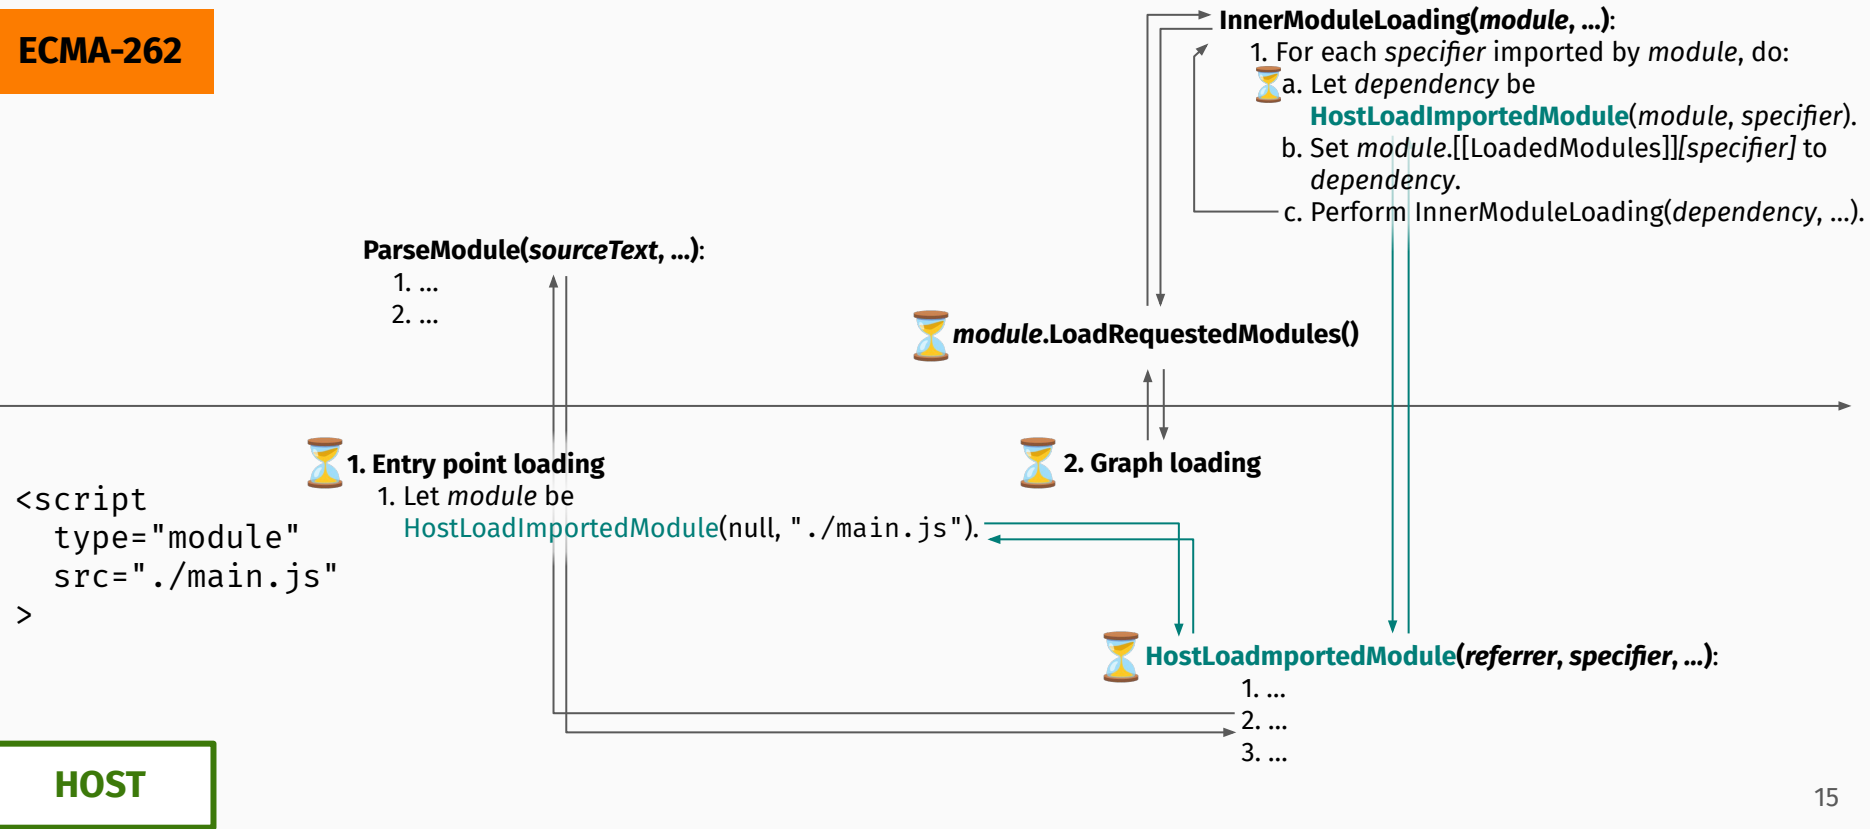 ECMA-262
InnerModuleLoading(module, ...):
1. For each specifier imported by module, do:
a. Let dependency be
HostLoadImportedModule(module, specifier).
b. Set module.[[LoadedModules]][specifier] to
dependency.
c. Perform InnerModuleLoading(dependency, ...).
ParseModule(sourceText, ...):
1. ...
2. ...
module.LoadRequestedModules()
1. Entry point loading
1. Let module be
HostLoadImportedModule(null, "./main.js").
2. Graph loading
<script
type="module"
src="./main.js"
>
HostLoadmportedModule(referrer, specifier, ...):
1. ...
2. ...
3. ...
HOST
15